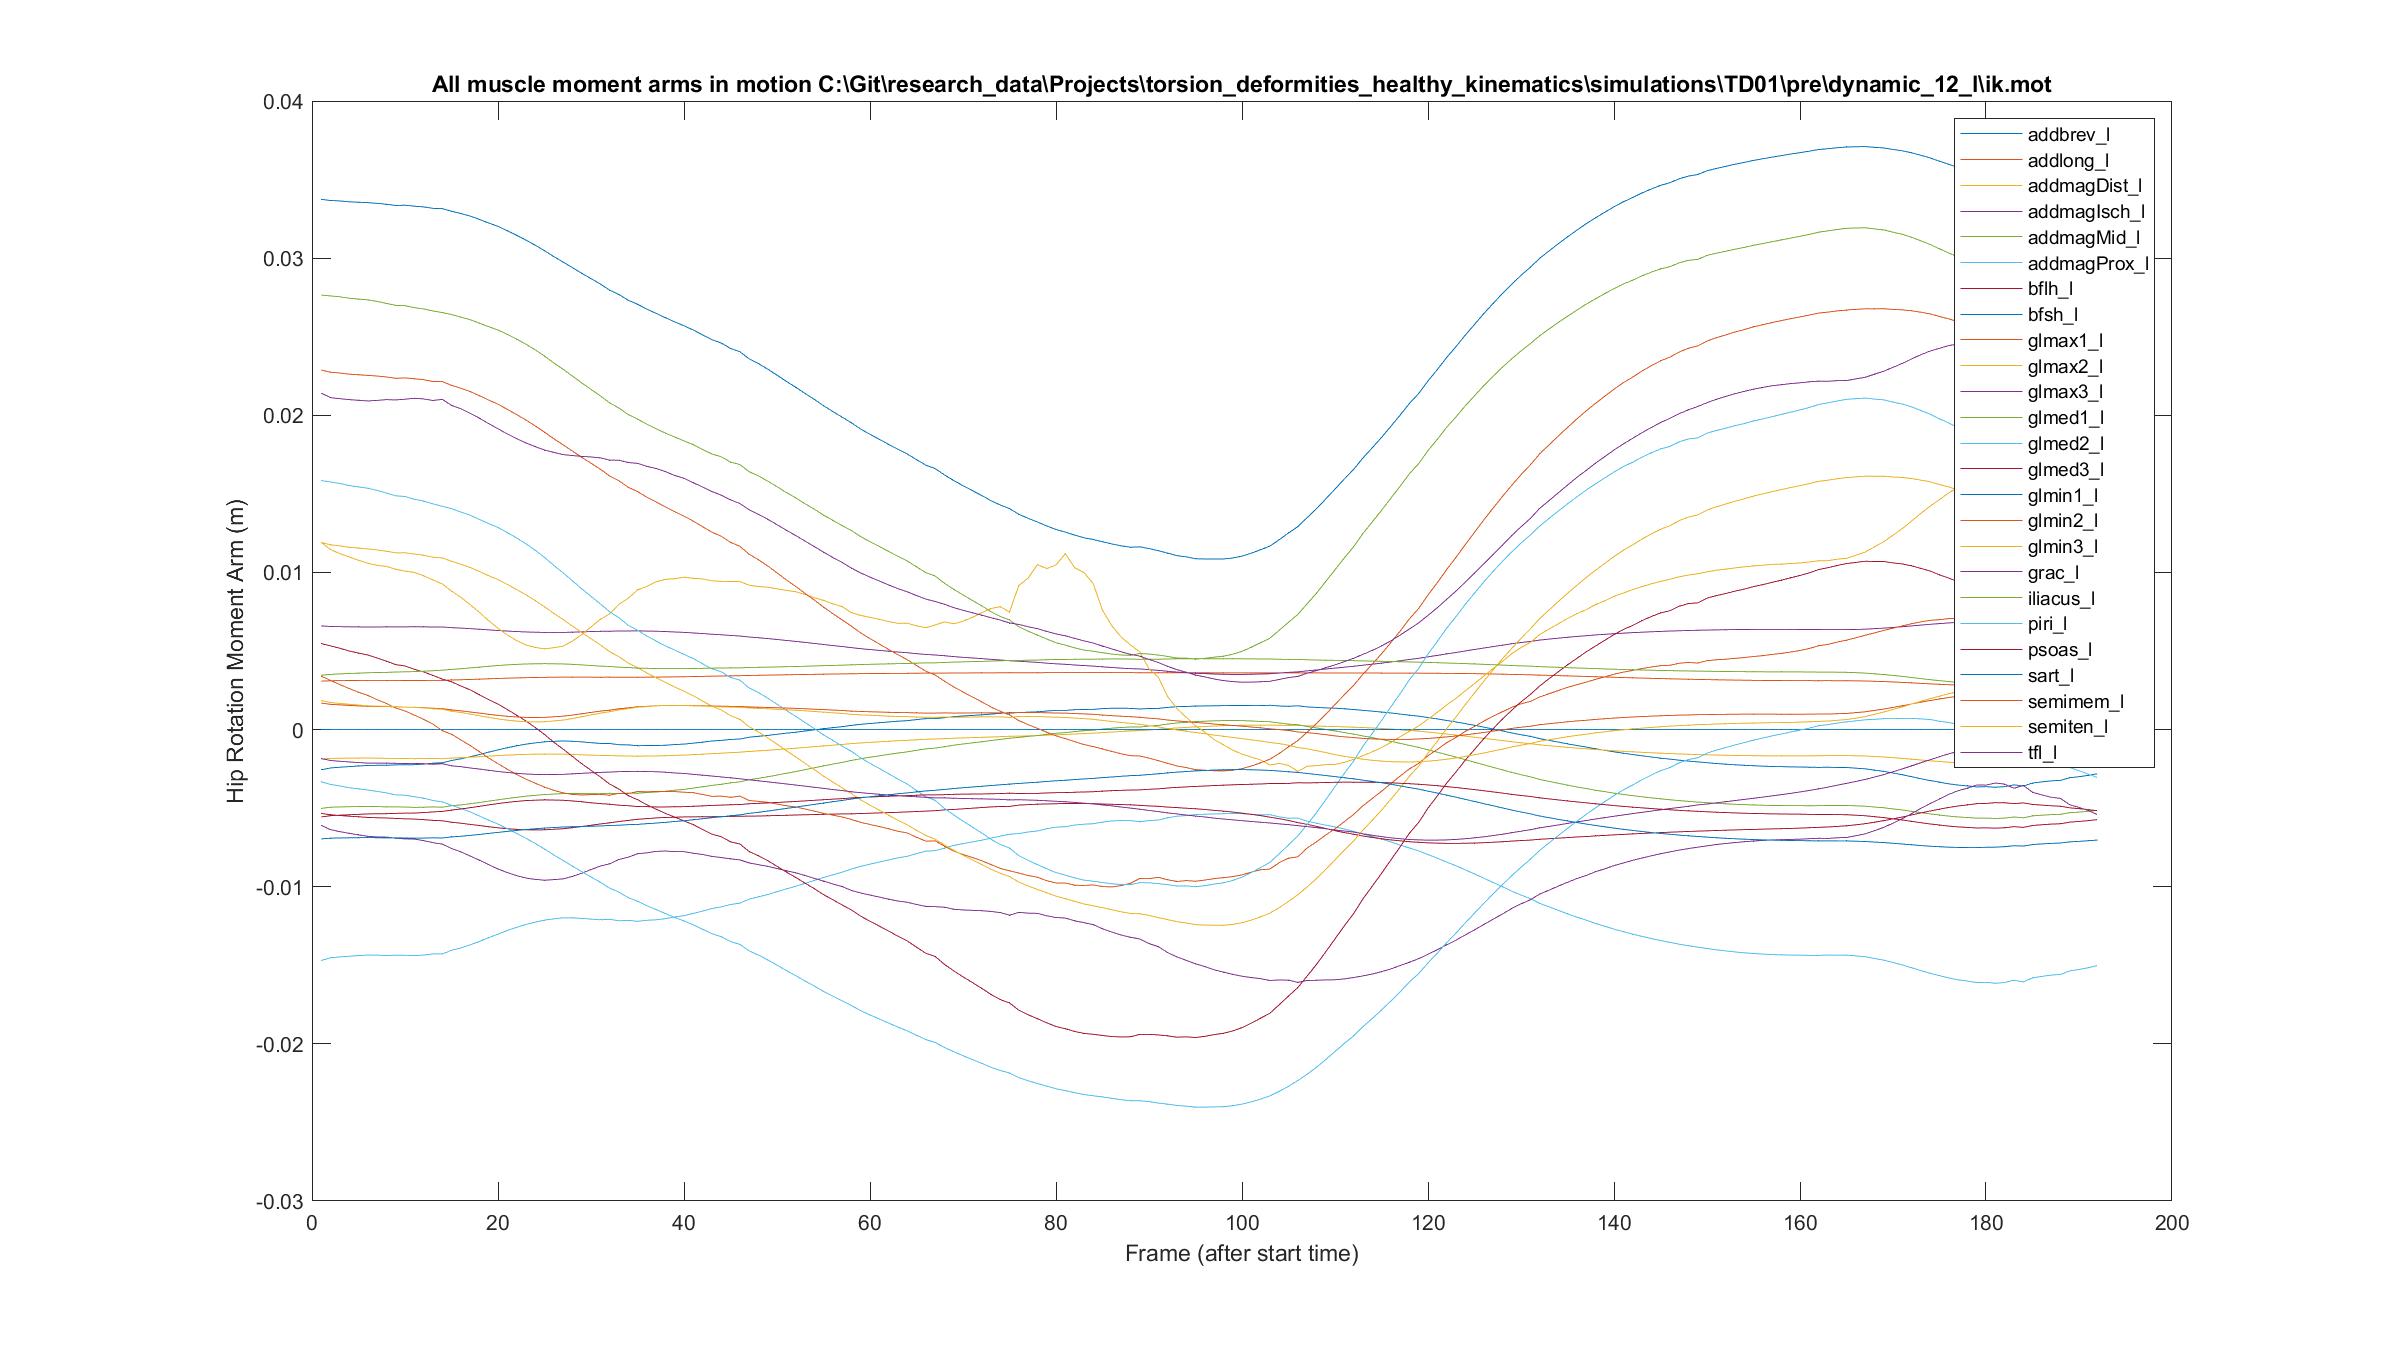 All muscle moment arms in motion C:\Git\research_data\Projects\torsion_deformities_healthy_kinematics\simulations\TD01\pre\dynamic_12_l\ik.mot
0.04
0.03
0.02
0.01
0
-0.01
-0.02
-0.03
Hip Rotation Moment Arm (m)
addbrev_l
addlong_l
addmagDist_l
addmagIsch_l
addmagMid_l
addmagProx_l
bflh_l
bfsh_l
glmax1_l
glmax2_l
glmax3_l
glmed1_l
glmed2_l
glmed3_l
glmin1_l
glmin2_l
glmin3_l
grac_l
iliacus_l
piri_l
psoas_l
sart_l
semimem_l
semiten_l
tfl_l
0 20 40 60 80 100 120 140 160 180 200
Frame (after start time)